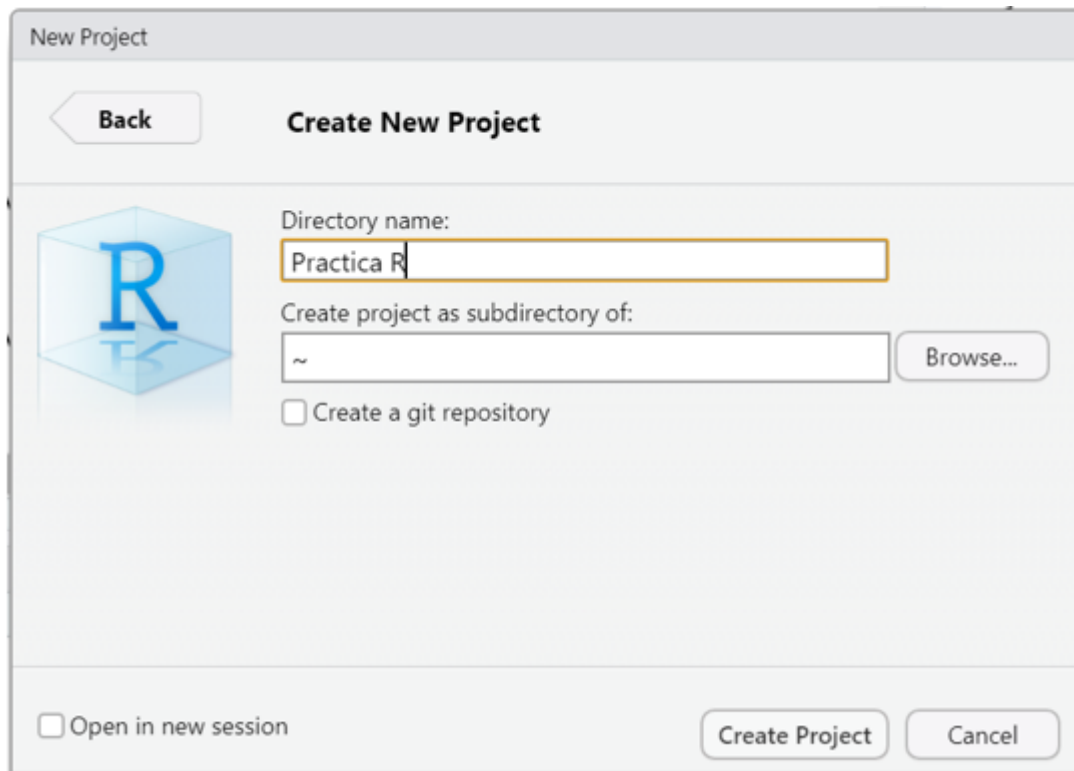 New Project
Back
Create New Project
R
Directory name:
Practica R
Create project as subdirectory of:
~
Browse...
Create a git repository
Open in new session
Create Project
Cancel